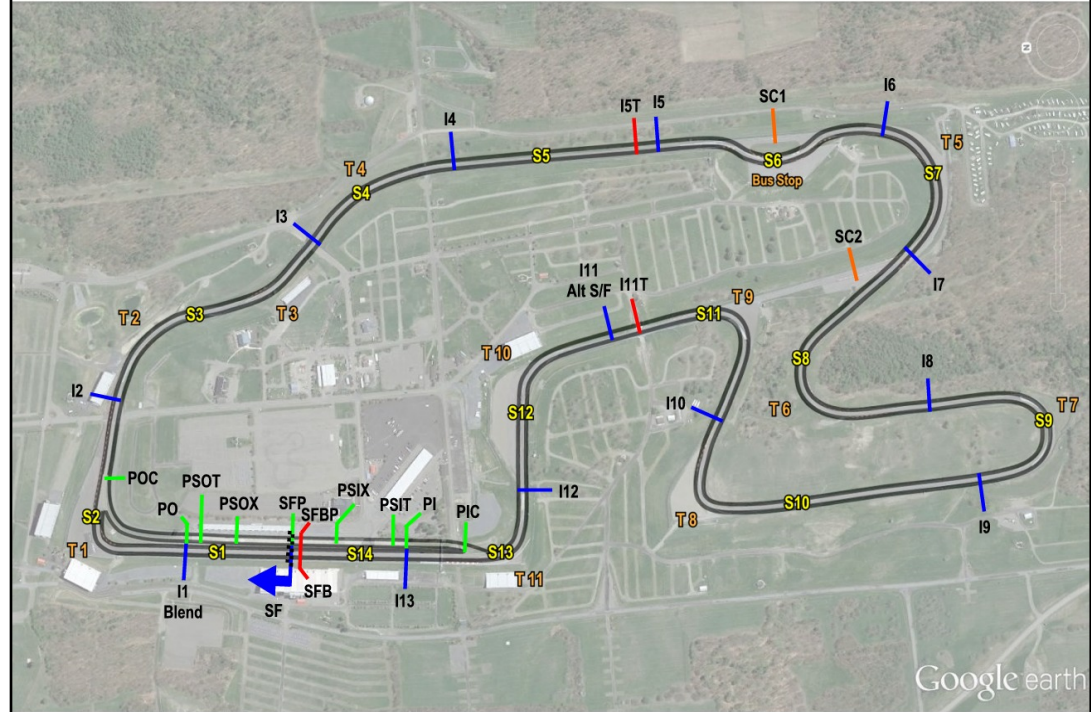 I6
SC1
I5
I5T
I4
T 5
S5
S6
T 4
Bus Stop
S7
S4
I3
SC2
I11
Alt S/F
I11T
I7
T 9
T 2
S3
T 3
S11
T 10
S8
I8
I2
S12
I10
T 6
T 7
S9
POC
PSOT
PSIX
I12
S10
SFP
PSOX
SFBP
PSIT
PI
PIC
PO
I9
S2
T 8
T 1
S1
S14
S13
T 11
I1
Blend
SF
SFB
I13
Google earth
N